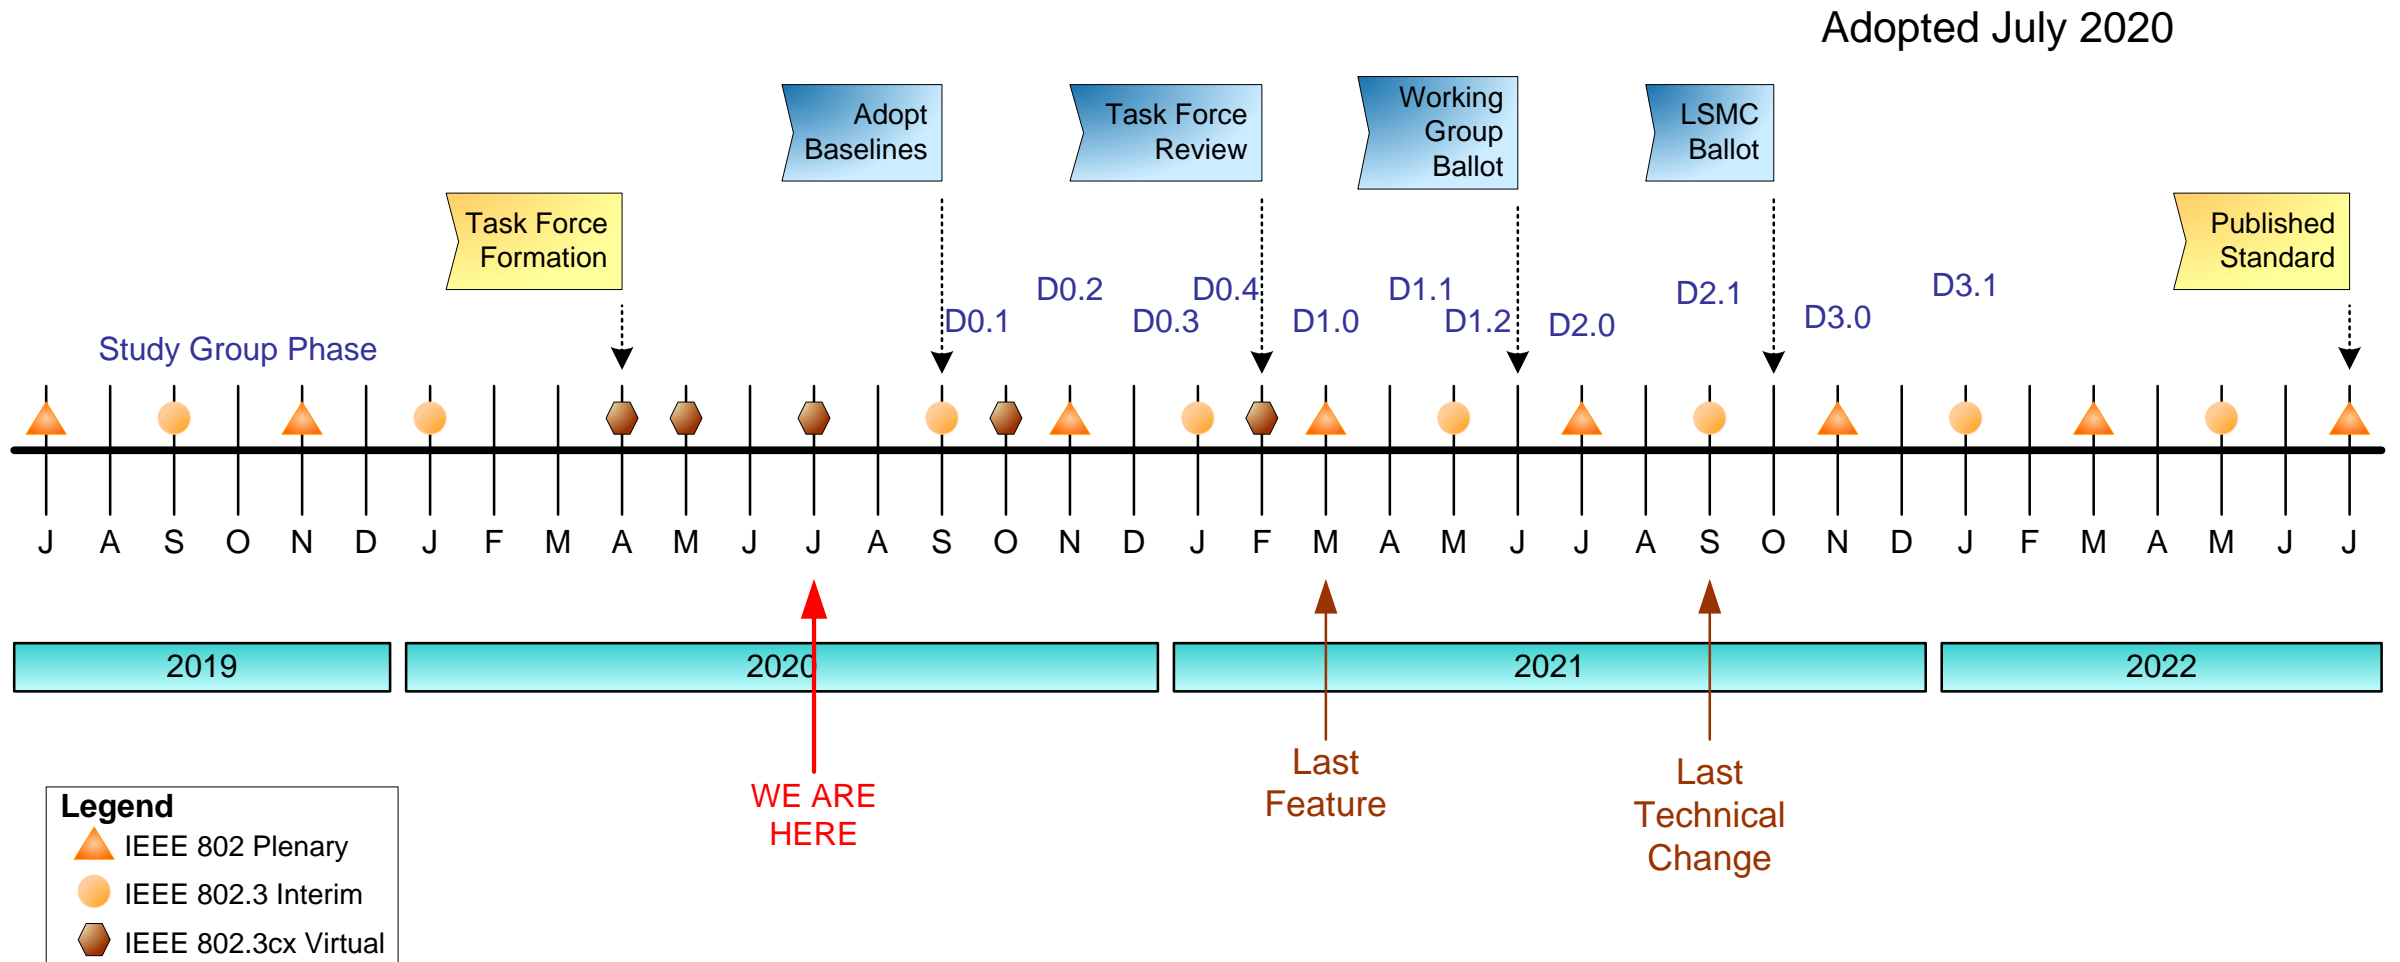 Adopted July 2020
Adopt
Baselines
Task Force
Review
Working
Group
Ballot
LSMC
Ballot
Task Force
Formation
Published
Standard
Study Group Phase
D0.1
D0.2
D0.3
D0.4
D1.0
D1.1
D1.2
D2.0
D2.1
D3.0
D3.1
J A S O N D J F M A M J J A S O N D J F M A M J J A S O N D J F M A M J J
2019 2020 2021 2022
WE ARE
HERE
Last
Feature
Last
Technical
Change
Legend
IEEE 802 Plenary
IEEE 802.3 Interim
IEEE 802.3cx Virtual